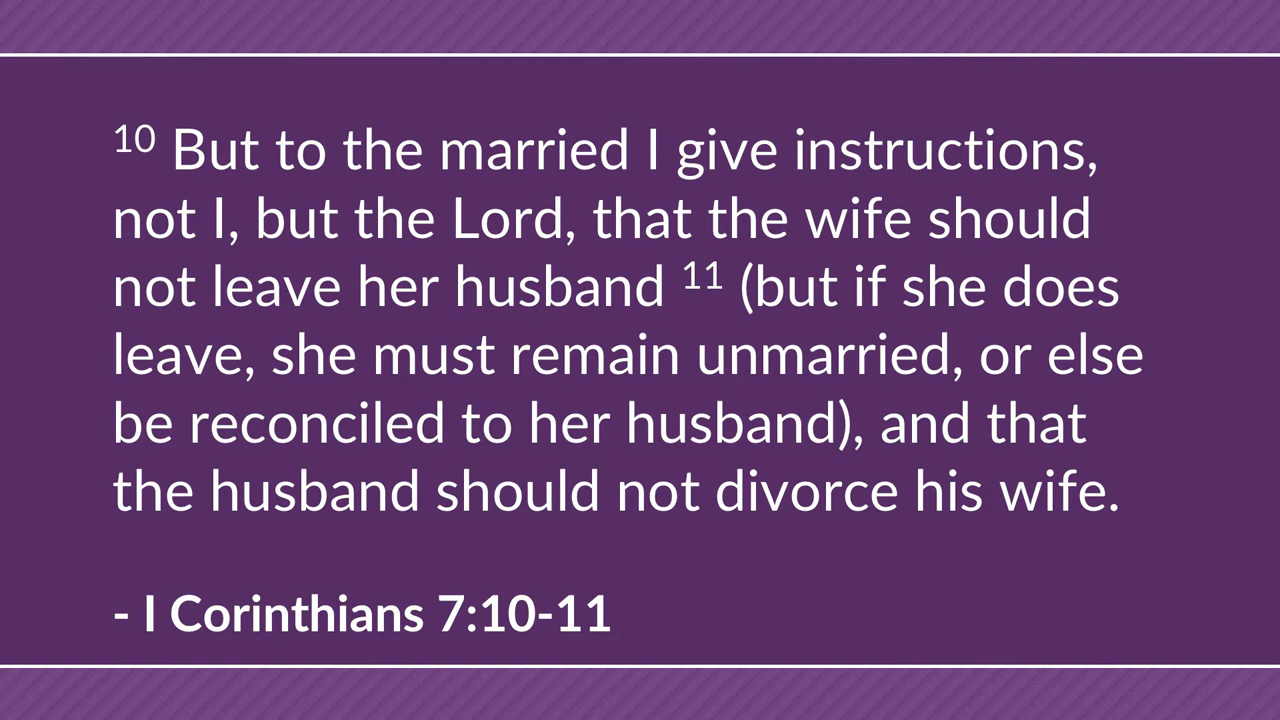 10 But to the married I give instructions,
not I, but the Lord, that the wife should
not leave her husband 11 (but if she does
leave, she must remain unmarried, or else
be reconciled to her husband), and that
the husband should not divorce his wife.
- I Corinthians 7:10-11